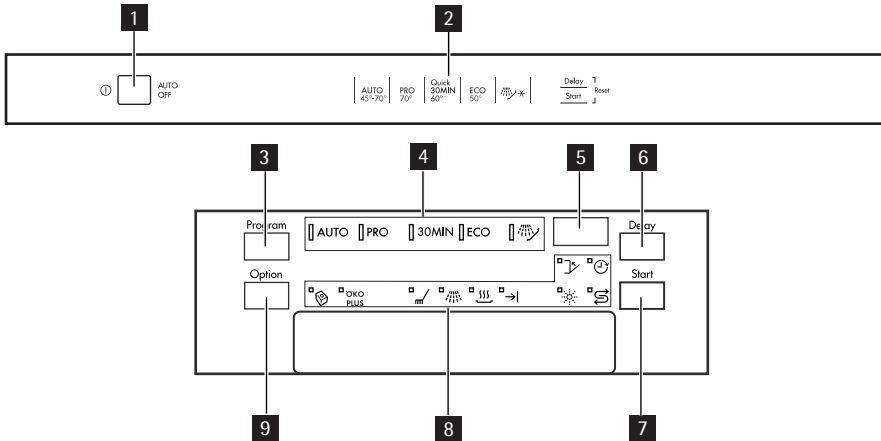 1
2
AUTO
OFF
AUTO
45°-70°
PRO
70°
Quick
30MIN
60°
ECO
50°
Delay
Start
Reset
3
4
5
6
Program
AUTO PRO 30MIN ECO
Delay
Option
ÖKO
PLUS
Start
9
8
7